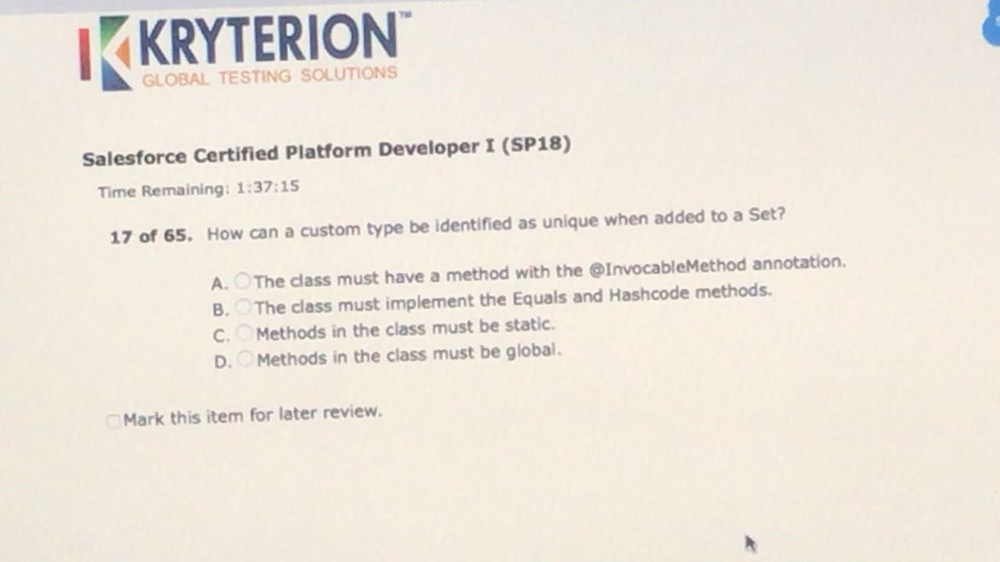 KRYTERION™
GLOBAL TESTING SOLUTIONS
Salesforce Certified Platform Developer I (SP18)
Time Remaining: 1:37:15
17 of 65. How can a custom type be identified as unique when added to a Set?
A. The class must have a method with the @InvocableMethod annotation.
B. The class must implement the Equals and Hashcode methods.
C. Methods in the class must be static.
D. Methods in the class must be global.
Mark this item for later review.